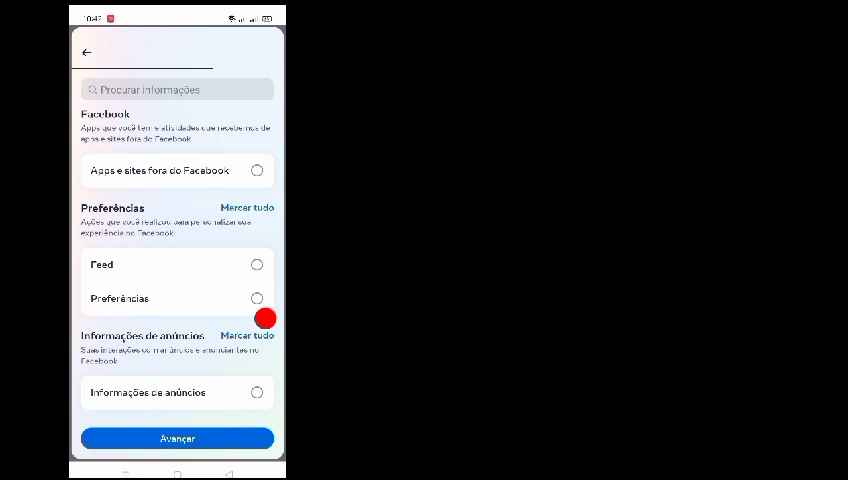 10:42
Procurar informações
Facebook
Apps que você tem e atividades que recebemos de
apps e sites fora do Facebook
Apps e sites fora do Facebook
Preferências Marcar tudo
Ações que você realizou para personalizar sua
experiência no Facebook
Feed
Preferências
Informações de anúncios Marcar tudo
Suas interações com anúncios e anunciantes no
Facebook
Informações de anúncios
Avançar